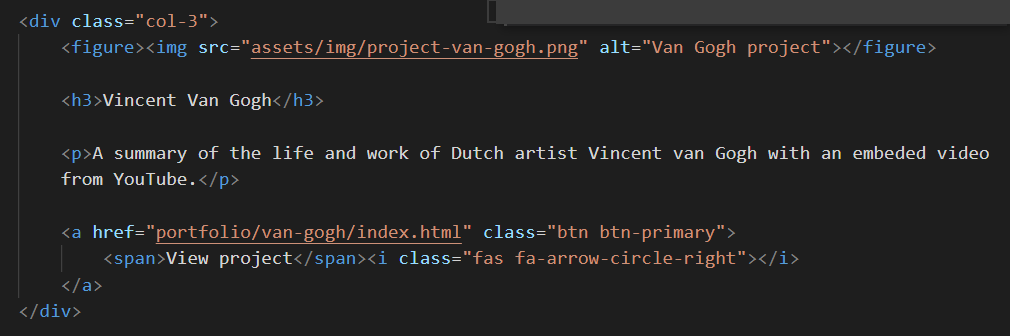 <div class="col-3">
<figure><img src="assets/img/project-van-gogh.png" alt="Van Gogh project"></figure>
<h3>Vincent Van Gogh</h3>
<p>A summary of the life and work of Dutch artist Vincent van Gogh with an embeded video
from YouTube.</p>
<a href="portfolio/van-gogh/index.html" class="btn btn-primary">
<span>View project</span><i class="fas fa-arrow-circle-right"></i>
</a>
</div>